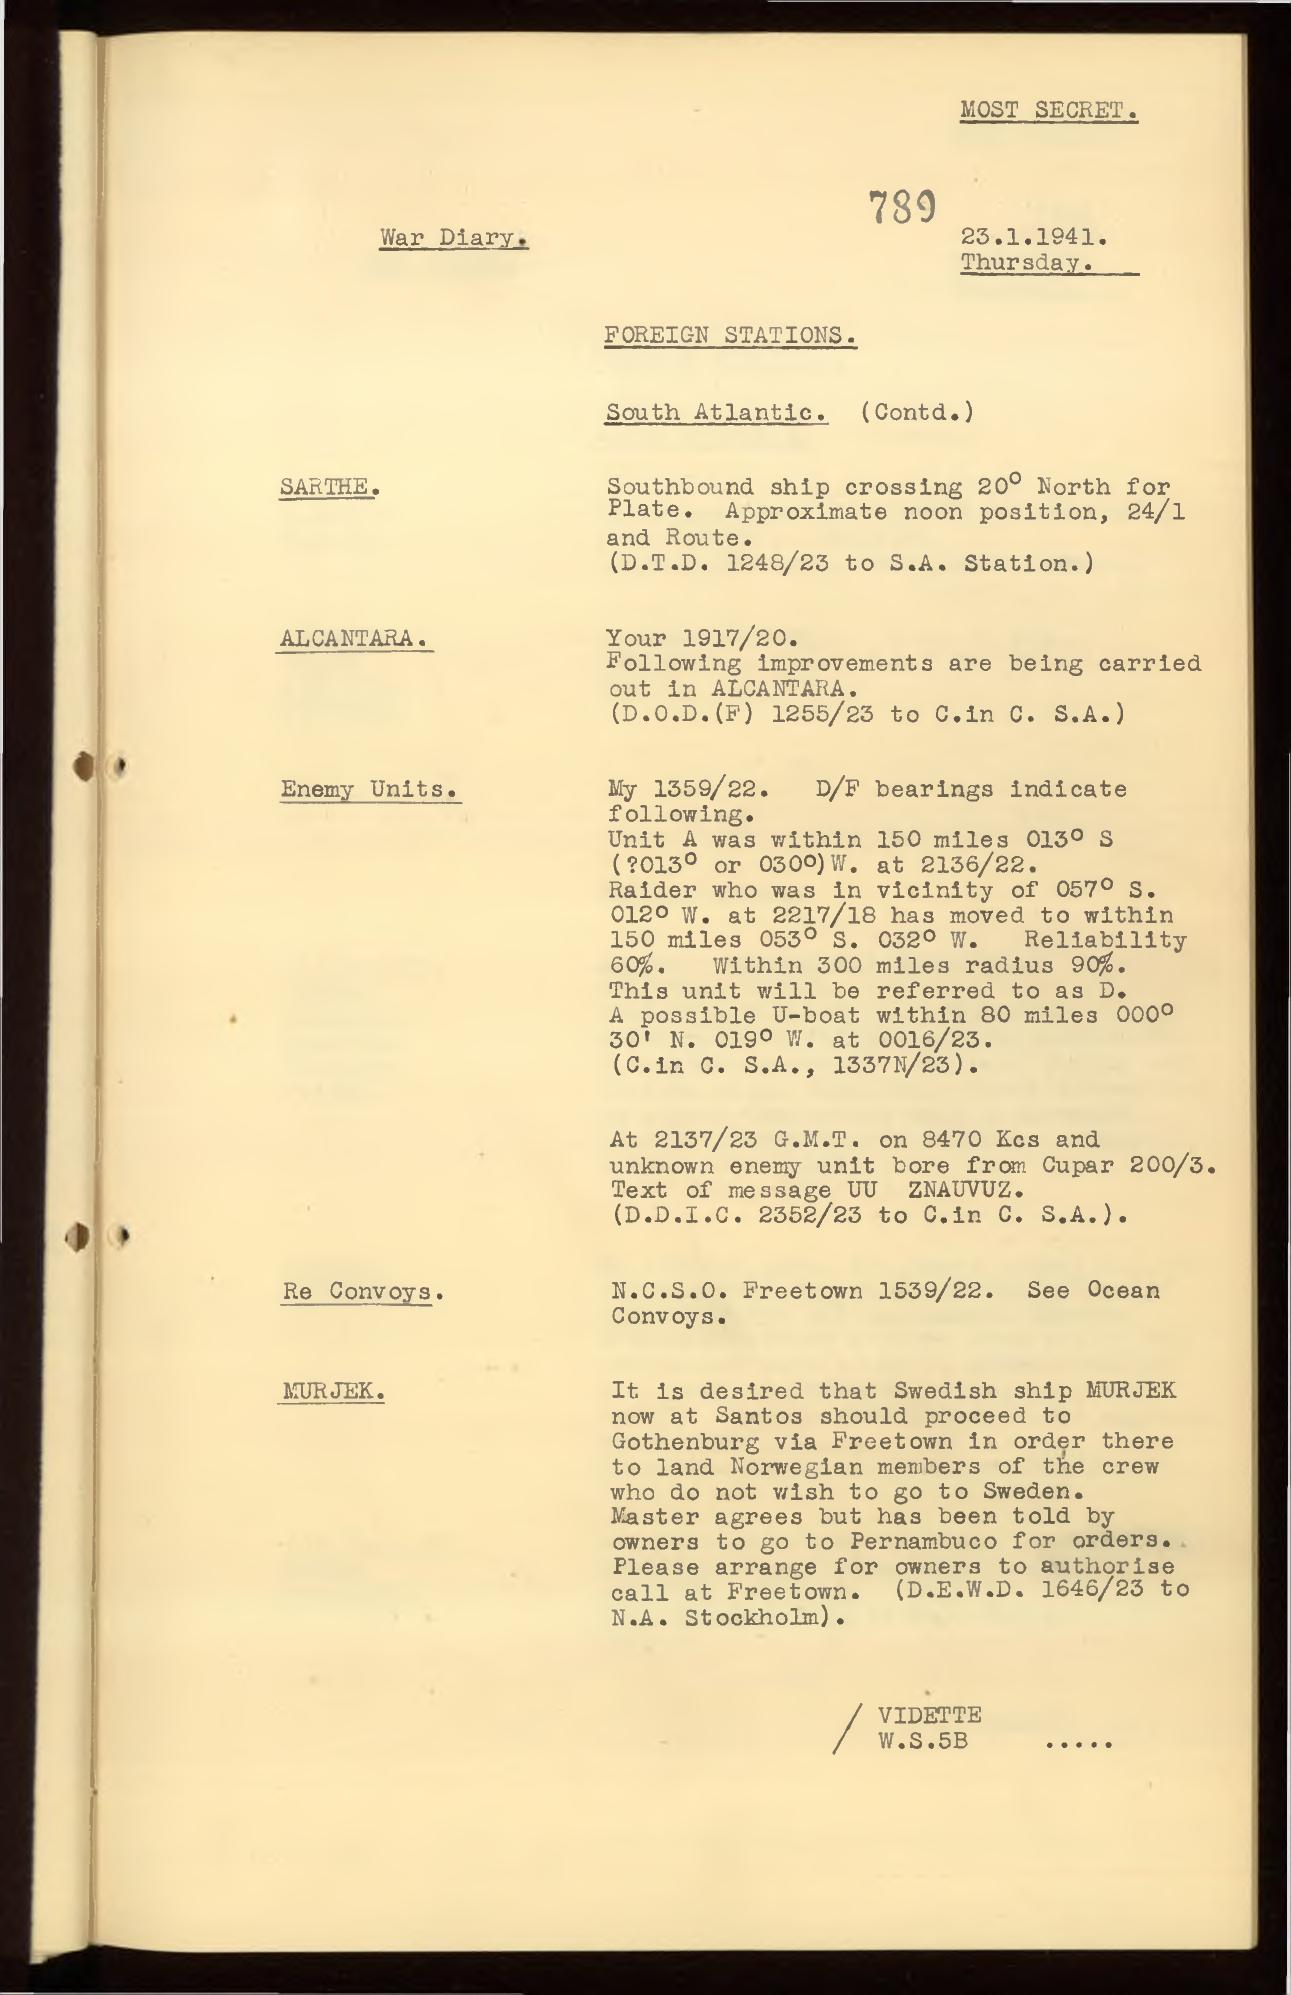 MOST SECRET.
789
War Diary.
23.1.1941.
Thursday.
FOREIGN STATIONS.
South Atlantic. (Contd.)
SARTHE.
Southbound ship crossing 20° North for
Plate. Approximate noon position, 24/1
and Route.
(D.T.D. 1248/23 to S.A. Station.)
ALCANTARA.
Your 1917/20.
Following improvements are being carried
out in ALCANTARA.
(D.O.D.(F) 1255/23 to C.in C. S.A.)
Enemy Units.
My 1359/22. D/F bearings indicate
following.
Unit A was within 150 miles 013° S
(?013° or 030°)W. at 2136/22.
Raider who was in vicinity of 057° S.
012° W. at 2217/18 has moved to within
150 miles 053° S. 032° W. Reliability
60%. Within 300 miles radius 90%.
This unit will be referred to as D.
A possible U-boat within 80 miles 000°
30' N. 019° W. at 0016/23.
(C.in C. S.A., 1337N/23).
At 2137/23 G.M.T. on 8470 Kcs and
unknown enemy unit bore from Cupar 200/3.
Text of message UU ZNAUVUZ.
(D.D.I.C. 2352/23 to C.in C. S.A.).
Re Convoys.
N.C.S.O. Freetown 1539/22. See Ocean
Convoys.
MURJEK.
It is desired that Swedish ship MURJEK
now at Santos should proceed to
Gothenburg via Freetown in order there
to land Norwegian members of the crew
who do not wish to go to Sweden.
Master agrees but has been told by
owners to go to Pernambuco for orders.
Please arrange for owners to authorise
call at Freetown. (D.E.W.D. 1646/23 to
N.A. Stockholm).
/ VIDETTE
/ W.S.5B .....